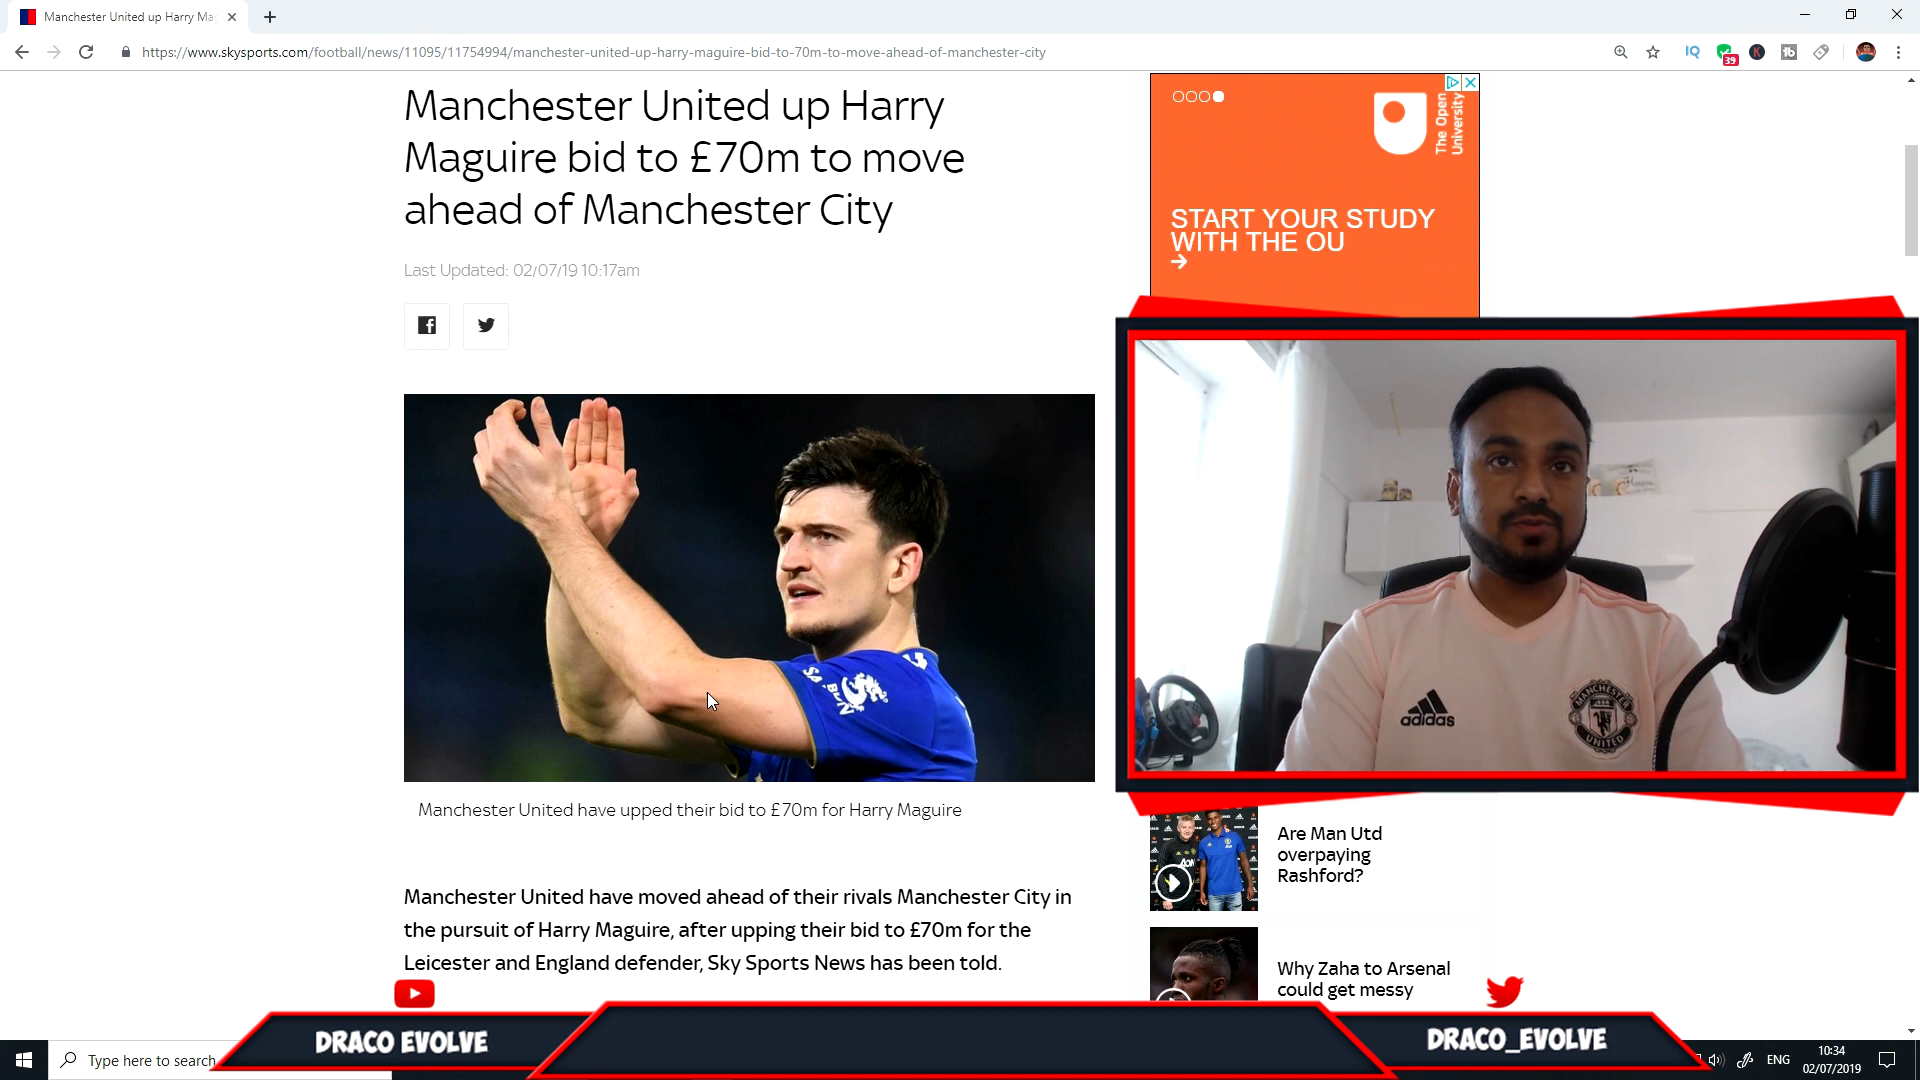 Manchester United up Harry Ma
https://www.skysports.com/football/news/11095/11754994/manchester-united-up-harry-maguire-bid-to-70m-to-move-ahead-of-manchester-city
IQ
39
K
tb
Manchester United up Harry
Maguire bid to £70m to move
ahead of Manchester City
Last Updated: 02/07/19 10:17am
The Open
University
START YOUR STUDY
WITH THE OU
adidas
MANCHESTER
UNITED
Manchester United have upped their bid to £70m for Harry Maguire
Manchester United have moved ahead of their rivals Manchester City in
the pursuit of Harry Maguire, after upping their bid to £70m for the
Leicester and England defender, Sky Sports News has been told.
Are Man Utd
overpaying
Rashford?
Why Zaha to Arsenal
could get messy
DRACO EVOLVE
DRACO_EVOLVE
Type here to search
ENG
10:34
02/07/2019